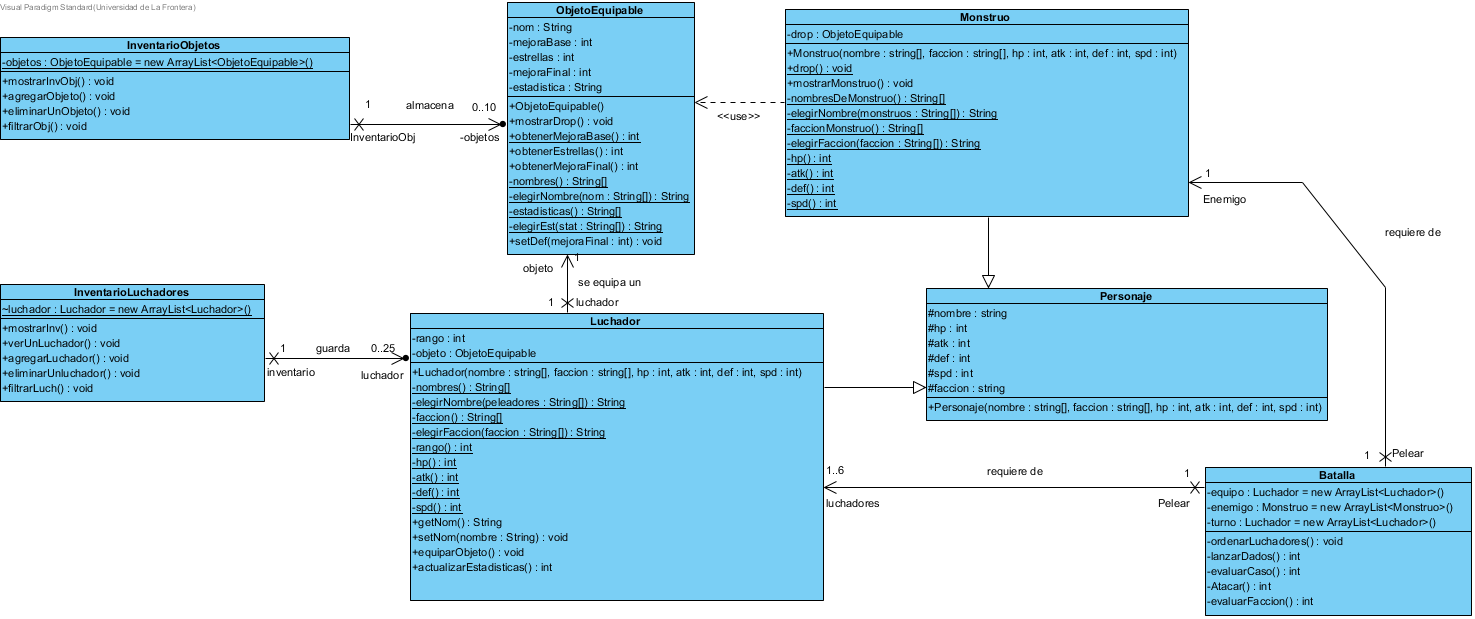 Visual Paradigm Standard(Universidad de La Frontera)
InventarioObjetos
-objetos : ObjetoEquipable = new ArrayList<ObjetoEquipable>()
+mostrarInvObj() : void
+agregarObjeto() : void
+eliminarUnObjeto() : void
+filtrarObj() : void
1
almacena
0..10
InventarioObj
-objetos
ObjetoEquipable
-nom : String
-mejoraBase : int
-estrellas : int
-mejoraFinal : int
-estadistica : String
+ObjetoEquipable()
+mostrarDrop() : void
+obtenerMejoraBase() : int
+obtenerEstrellas() : int
+obtenerMejoraFinal() : int
-nombres() : String[]
-elegirNombre(nom : String[]) : String
-estadisticas() : String[]
-elegirEst(stat : String[]) : String
+setDef(mejoraFinal : int) : void
<<use>>
Monstruo
-drop : ObjetoEquipable
+Monstruo(nombre : string[], faccion : string[], hp : int, atk : int, def : int, spd : int)
+drop() : void
+mostrarMonstruo() : void
-nombresDeMonstruo() : String[]
-elegirNombre(monstruos : String[]) : String
-faccionMonstruo() : String[]
-elegirFaccion(faccion : String[]) : String
-hp() : int
-atk() : int
-def() : int
-spd() : int
1
Enemigo
requiere de
1
Pelear
1
objeto
se equipa un
1
luchador
InventarioLuchadores
~luchador : Luchador = new ArrayList<Luchador>()
+mostrarInv() : void
+verUnLuchador() : void
+agregarLuchador() : void
+eliminarUnluchador() : void
+filtrarLuch() : void
1
guarda
0..25
inventario
luchador
Luchador
-rango : int
-objeto : ObjetoEquipable
+Luchador(nombre : string[], faccion : string[], hp : int, atk : int, def : int, spd : int)
-nombres() : String[]
-elegirNombre(peleadores : String[]) : String
-faccion() : String[]
-elegirFaccion(faccion : String[]) : String
-rango() : int
-hp() : int
-atk() : int
-def() : int
-spd() : int
+getNom() : String
+setNom(nombre : String) : void
+equiparObjeto() : void
+actualizarEstadisticas() : int
Personaje
#nombre : string
#hp : int
#atk : int
#def : int
#spd : int
#faccion : string
+Personaje(nombre : string[], faccion : string[], hp : int, atk : int, def : int, spd : int)
1..6
requiere de
1
luchadores
Pelear
Batalla
-equipo : Luchador = new ArrayList<Luchador>()
-enemigo : Monstruo = new ArrayList<Monstruo>()
-turno : Luchador = new ArrayList<Luchador>()
-ordenarLuchadores() : void
-lanzarDados() : int
-evaluarCaso() : int
-Atacar() : int
-evaluarFaccion() : int